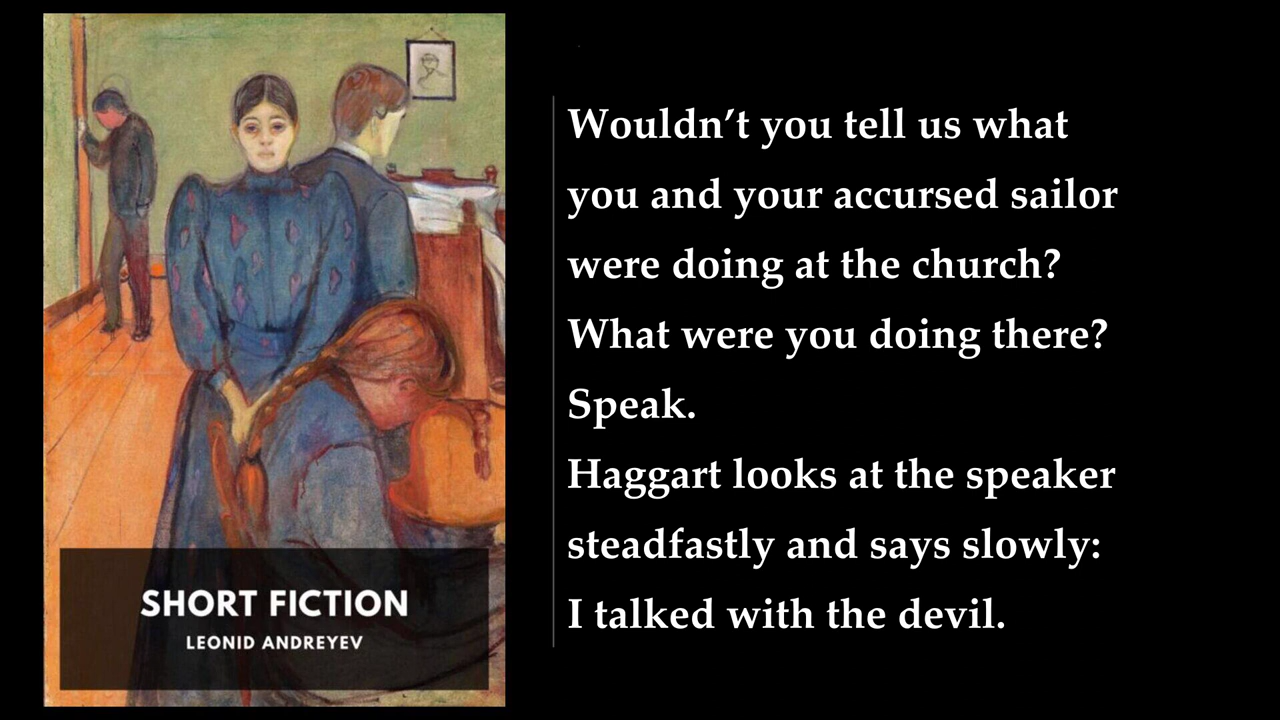 SHORT FICTION
LEONID ANDREYEV
Wouldn’t you tell us what
you and your accursed sailor
were doing at the church?
What were you doing there?
Speak.
Haggart looks at the speaker
steadfastly and says slowly:
I talked with the devil.